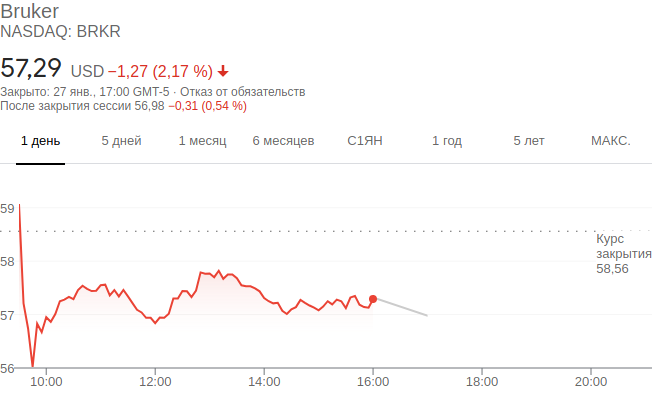 Bruker
NASDAQ: BRKR
57,29 USD −1,27 (2,17 %)
Закрыто: 27 янв., 17:00 GMT-5 · Отказ от обязательств
После закрытия сессии 56,98 −0,31 (0,54 %)
1 день 5 дней 1 месяц 6 месяцев С1ЯН 1 год 5 лет МАКС.
59
Курс
закрытия
58,56
58
57
56
10:00 12:00 14:00 16:00 18:00 20:00